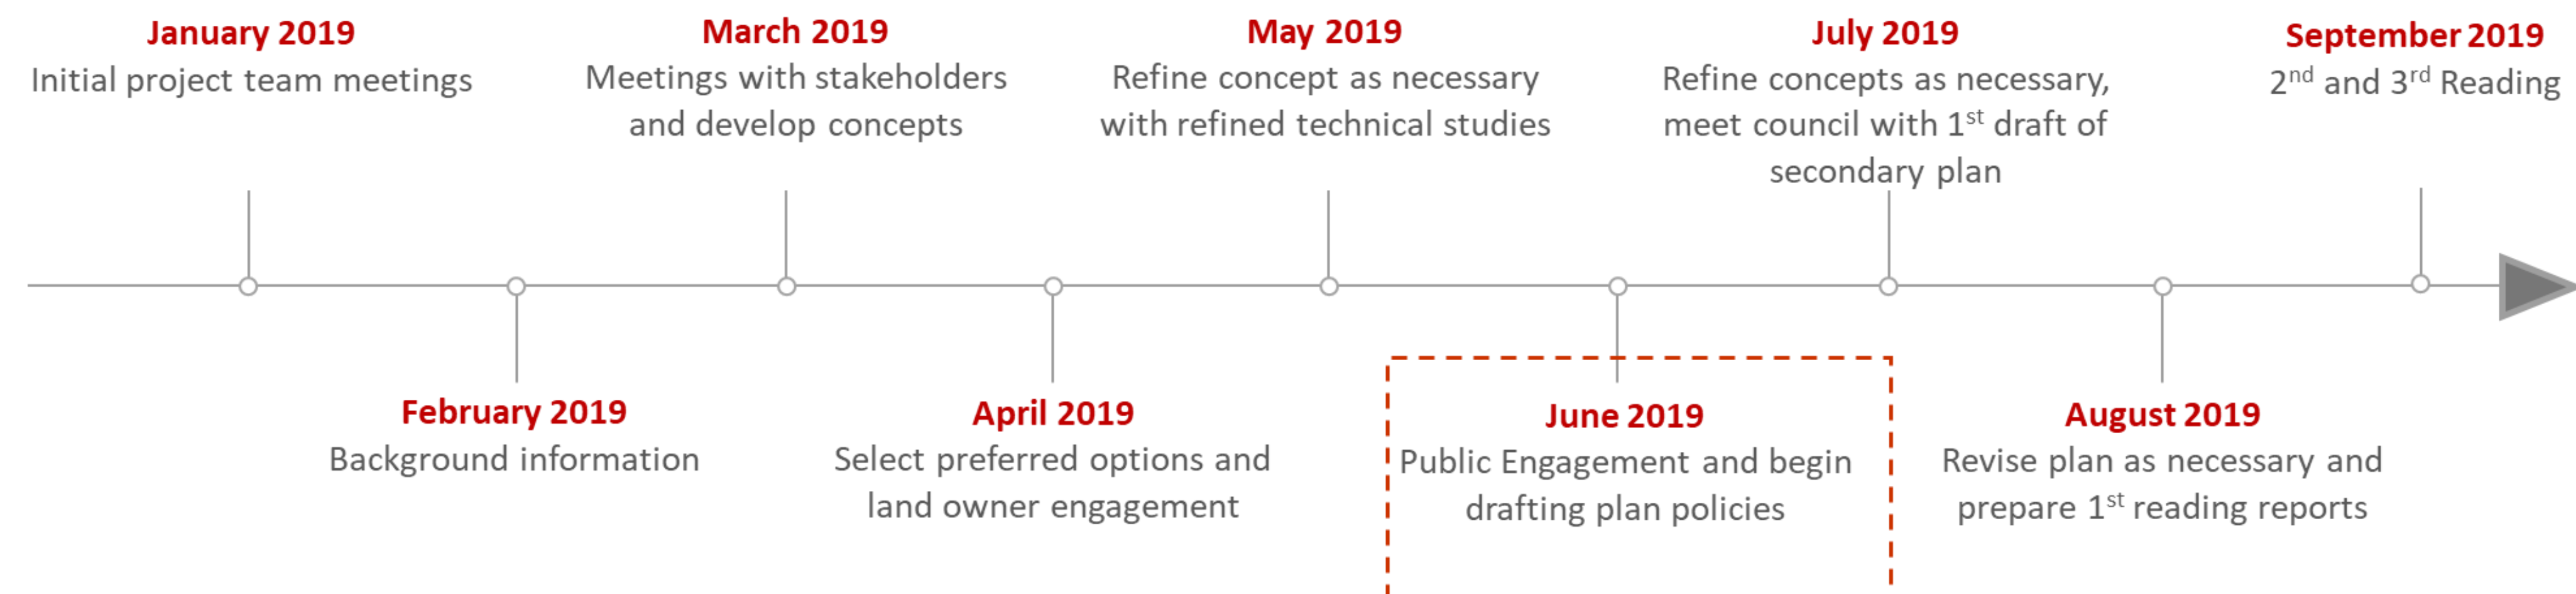 January 2019
Initial project team meetings
March 2019
Meetings with stakeholders
and develop concepts
May 2019
Refine concept as necessary
with refined technical studies
July 2019
Refine concepts as necessary,
meet council with 1st draft of
secondary plan
September 2019
2nd and 3rd Reading
February 2019
Background information
April 2019
Select preferred options and
land owner engagement
June 2019
Public Engagement and begin
drafting plan policies
August 2019
Revise plan as necessary and
prepare 1st reading reports